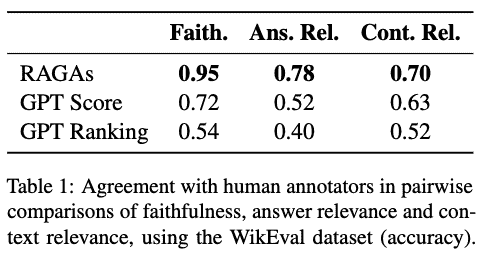 Faith. Ans. Rel. Cont. Rel.
RAGAs 0.95 0.78 0.70
GPT Score 0.72 0.52 0.63
GPT Ranking 0.54 0.40 0.52
Table 1: Agreement with human annotators in pairwise
comparisons of faithfulness, answer relevance and con-
text relevance, using the WikEval dataset (accuracy).